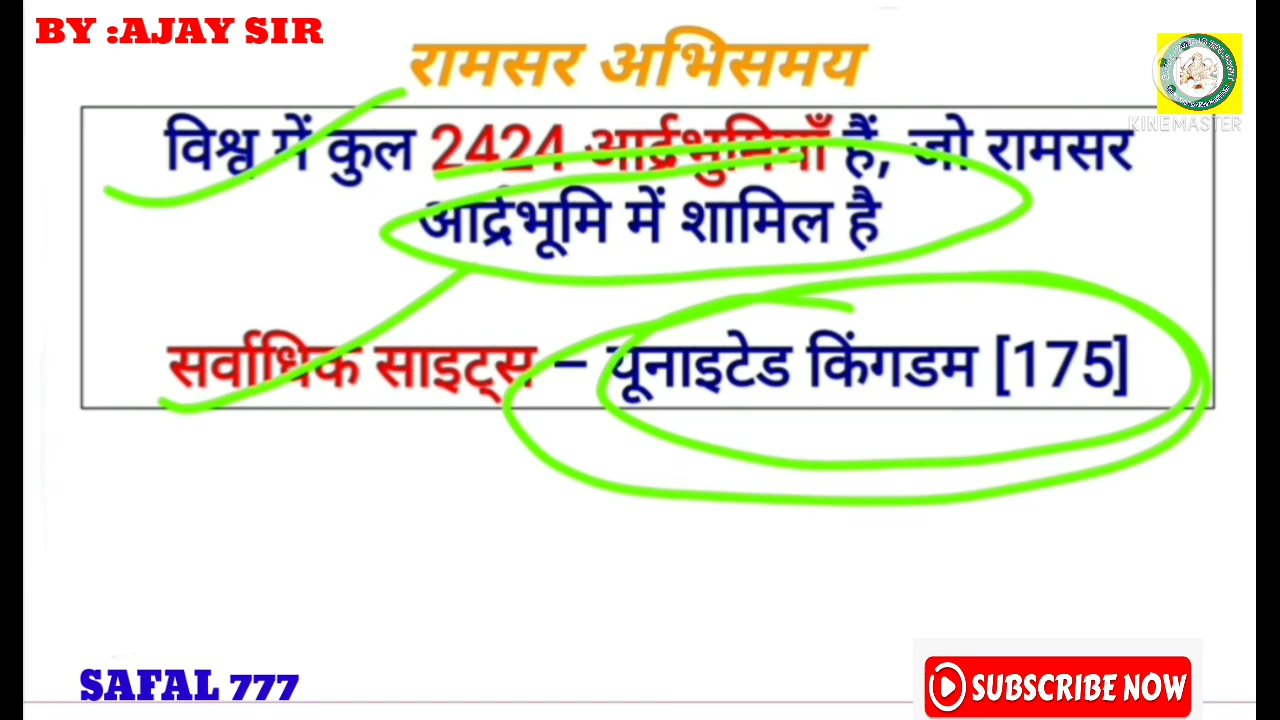 BY :AJAY SIR
रामसर अभिसमय
KINEMASTER
विश्व में कुल 2424 आर्द्रभुमियाँ हैं, जो रामसर
आर्द्रभूमि में शामिल है
सर्वाधिक साइट्स – यूनाइटेड किंगडम [175]
SAFAL 777
SUBSCRIBE NOW